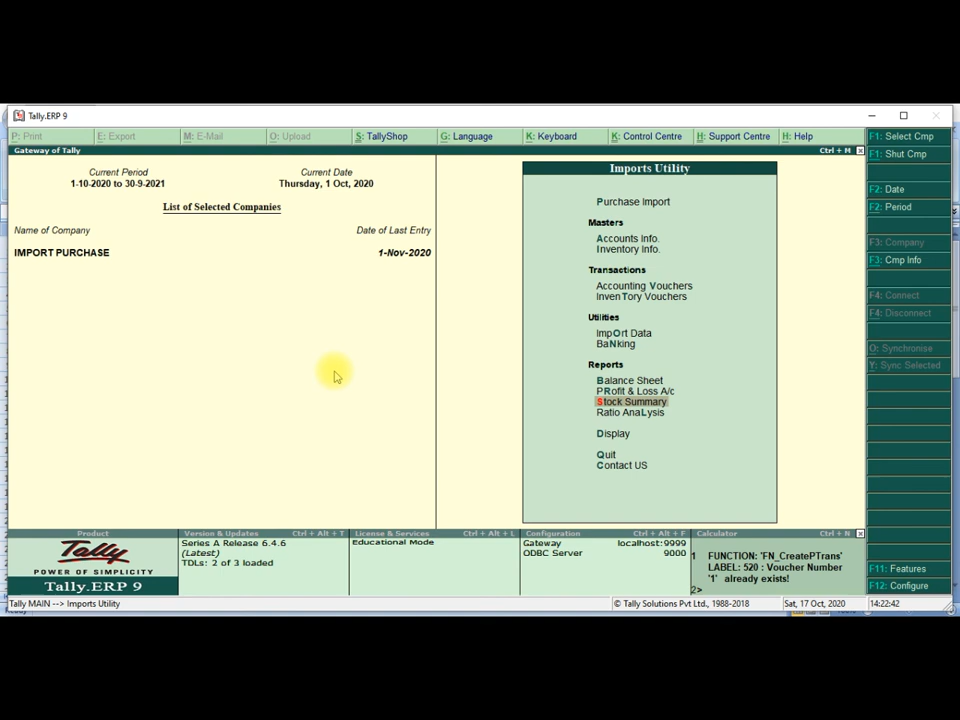 Tally.ERP 9
P: Print E: Export M: E-Mail O: Upload S: TallyShop G: Language K: Keyboard K: Control Centre H: Support Centre H: Help
Gateway of Tally Ctrl + M
Current Period Current Date
1-10-2020 to 30-9-2021 Thursday, 1 Oct, 2020
List of Selected Companies
Name of Company Date of Last Entry
IMPORT PURCHASE 1-Nov-2020
Imports Utility
Purchase Import
Masters
Accounts Info.
Inventory Info.
Transactions
Accounting Vouchers
InvenTory Vouchers
Utilities
ImpOrt Data
BaNking
Reports
Balance Sheet
PRofit & Loss A/c
Stock Summary
Ratio AnaLysis
Display
Quit
Contact US
F1: Select Cmp
F1: Shut Cmp
F2: Date
F2: Period
F3: Company
F3: Cmp Info
F4: Connect
F4: Disconnect
O: Synchronise
Y: Sync Selected
F11: Features
F12: Configure
Product
Tally
POWER OF SIMPLICITY
Tally.ERP 9
Version & Updates Ctrl + Alt + T
Series A Release 6.4.6
(Latest)
TDLs: 2 of 3 loaded
License & Services Ctrl + Alt + L
Educational Mode
Configuration Ctrl + Alt + F
Gateway localhost:9999
ODBC Server 9000
Calculator Ctrl + N
1 FUNCTION: 'FN_CreatePTrans'
LABEL: 520 : Voucher Number
'1' already exists!
2>
Tally MAIN --> Imports Utility © Tally Solutions Pvt Ltd., 1988-2018 Sat, 17 Oct, 2020 14:22:42